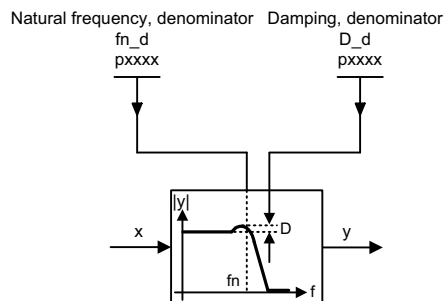 Natural frequency, denominator
fn_d
pxxxx
Damping, denominator
D_d
pxxxx
|y|
x
D
y
fn
f